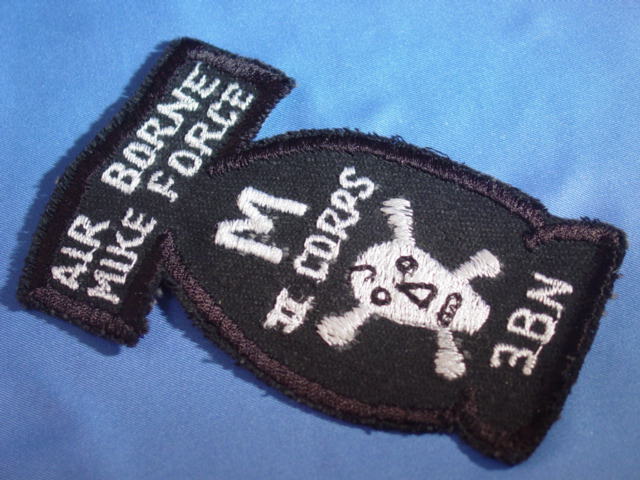 AIR BORNE
MIKE FORCE
M
II CORPS
3BN